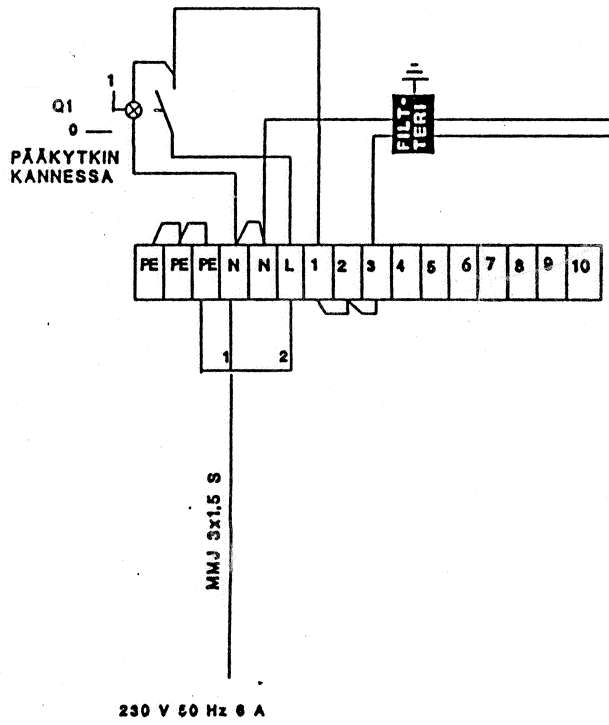 1
Q1
0
PÄÄKYTKIN
KANNESSA
FILT-
TERI
PE PE PE N N L 1 2 3 4 5 6 7 8 9 10
1 2
MMJ 3x1,5 S
230 V 50 Hz 6 A